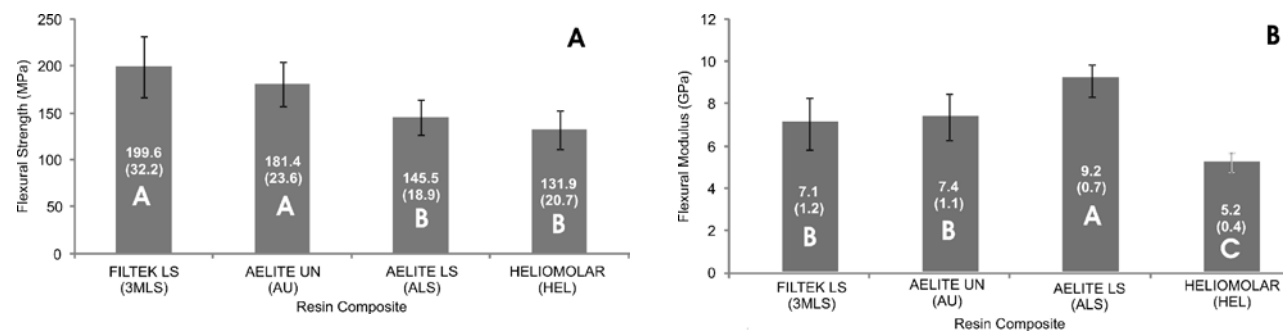 A
Flexural Strength (MPa)
250
200
150
100
50
0
199.6
(32.2)
A
181.4
(23.6)
A
145.5
(18.9)
B
131.9
(20.7)
B
FILTEK LS
(3MLS)
AELITE UN
(AU)
AELITE LS
(ALS)
HELIOMOLAR
(HEL)
Resin Composite
B
Flexural Modulus (GPa)
12
10
8
6
4
2
0
7.1
(1.2)
B
7.4
(1.1)
B
9.2
(0.7)
A
5.2
(0.4)
C
FILTEK LS
(3MLS)
AELITE UN
(AU)
AELITE LS
(ALS)
HELIOMOLAR
(HEL)
Resin Composite